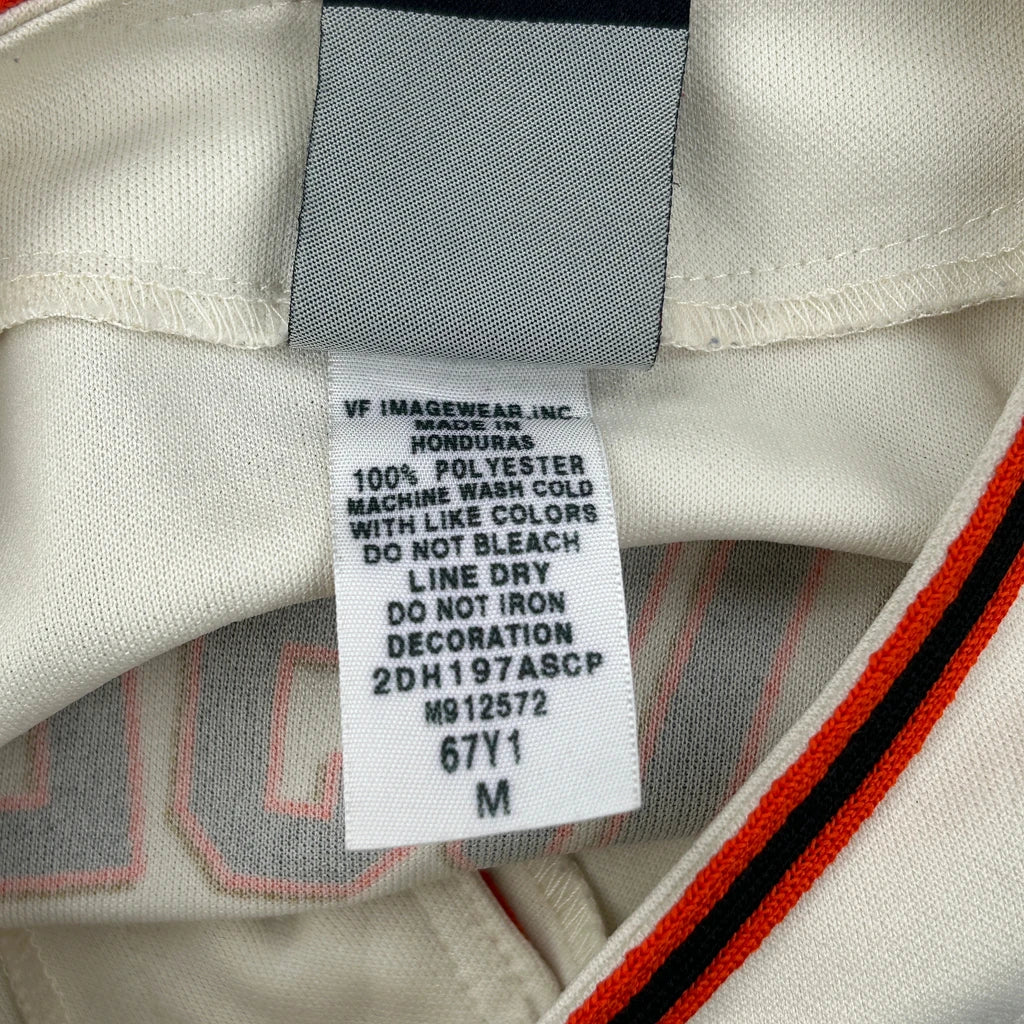 VF IMAGEWEAR.INC.
MADE IN
HONDURAS
100% POLYESTER
MACHINE WASH COLD
WITH LIKE COLORS
DO NOT BLEACH
LINE DRY
DO NOT IRON
DECORATION
2DH197ASCP
M912572
67Y1
M